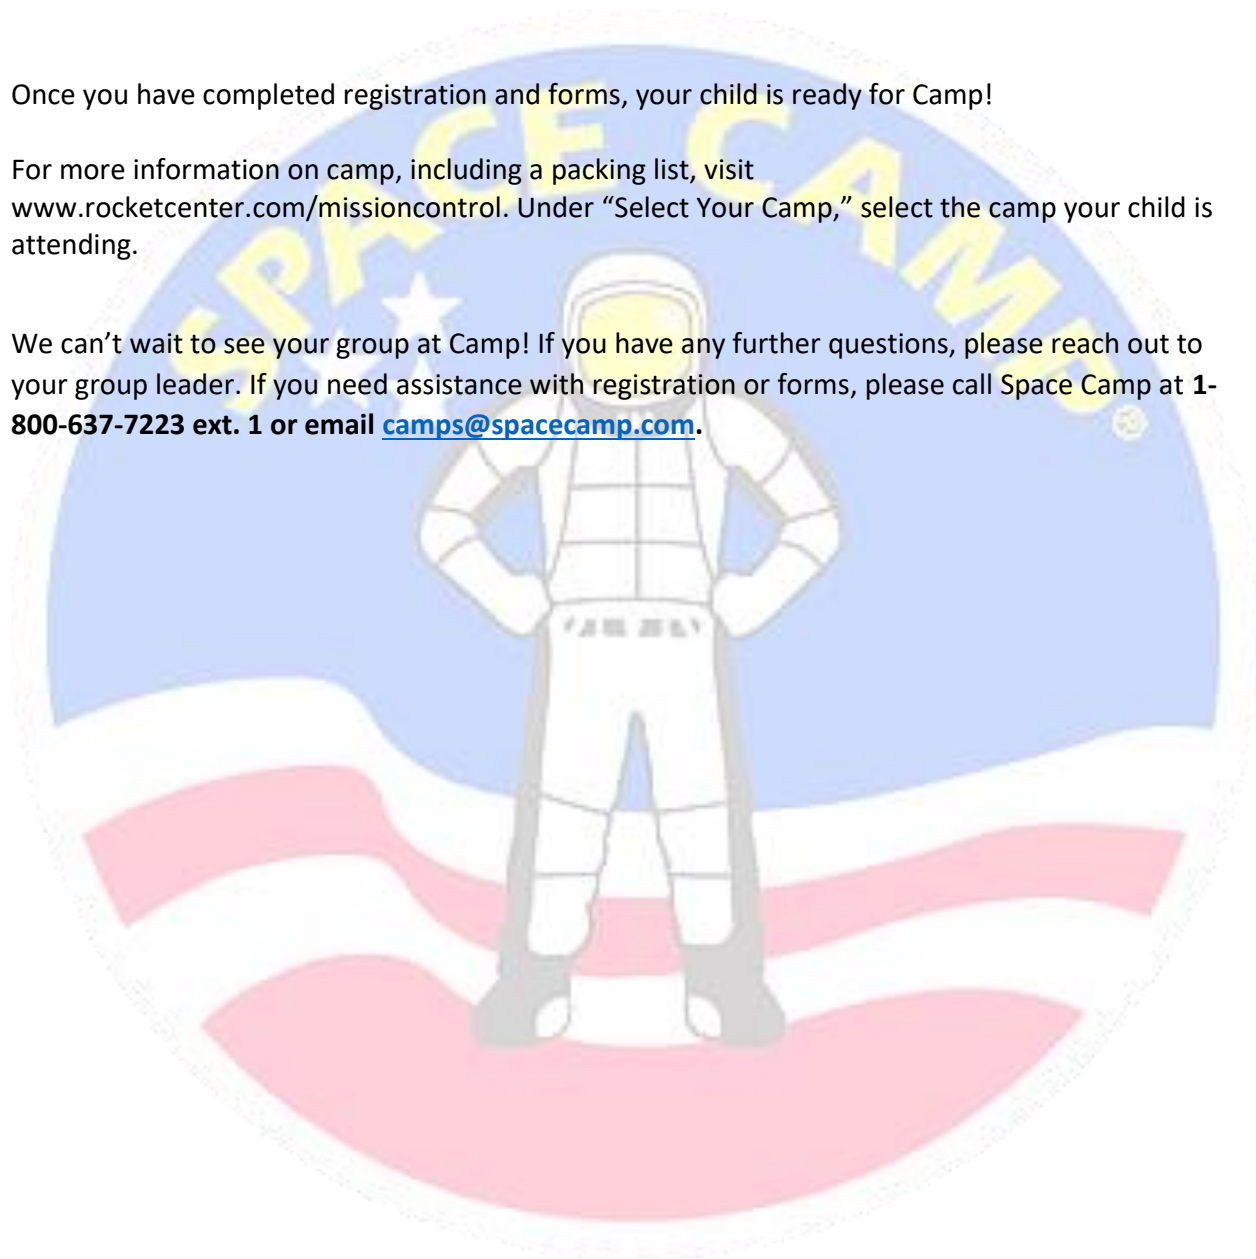 SPACE CAMP®
Once you have completed registration and forms, your child is ready for Camp!
For more information on camp, including a packing list, visit
www.rocketcenter.com/missioncontrol. Under “Select Your Camp,” select the camp your child is
attending.
We can’t wait to see your group at Camp! If you have any further questions, please reach out to
your group leader. If you need assistance with registration or forms, please call Space Camp at 1-
800-637-7223 ext. 1 or email camps@spacecamp.com.